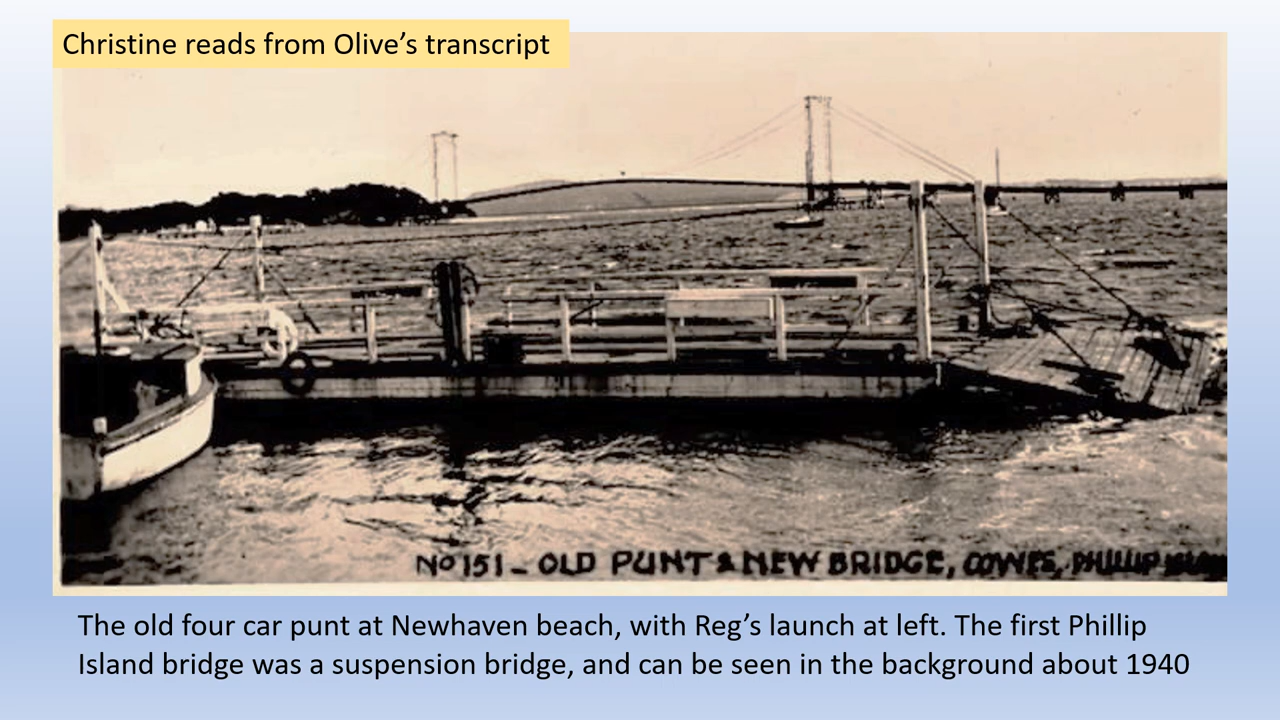 Christine reads from Olive’s transcript
No 151 - OLD PUNT & NEW BRIDGE, COWES, PHILLIP ISLAND
The old four car punt at Newhaven beach, with Reg’s launch at left. The first Phillip
Island bridge was a suspension bridge, and can be seen in the background about 1940